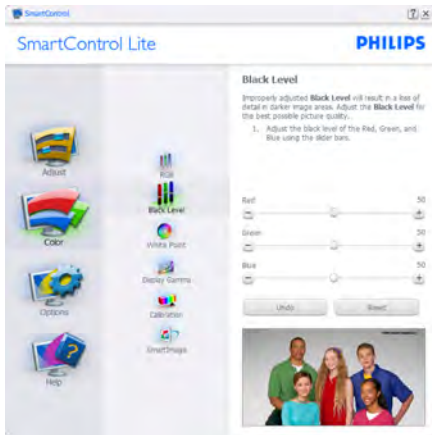 SmartControl
SmartControl Lite
PHILIPS
Adjust
Color
Options
Help
RGB
Black Level
White Point
Display Gamma
Calibration
SmartImage
Black Level
Improperly adjusted Black Level will result in a loss of
detail in darker image areas. Adjust the Black Level for
the best possible picture quality.
1. Adjust the black level of the Red, Green, and
Blue using the slider bars.
Red 50
Green 50
Blue 50
Undo Reset